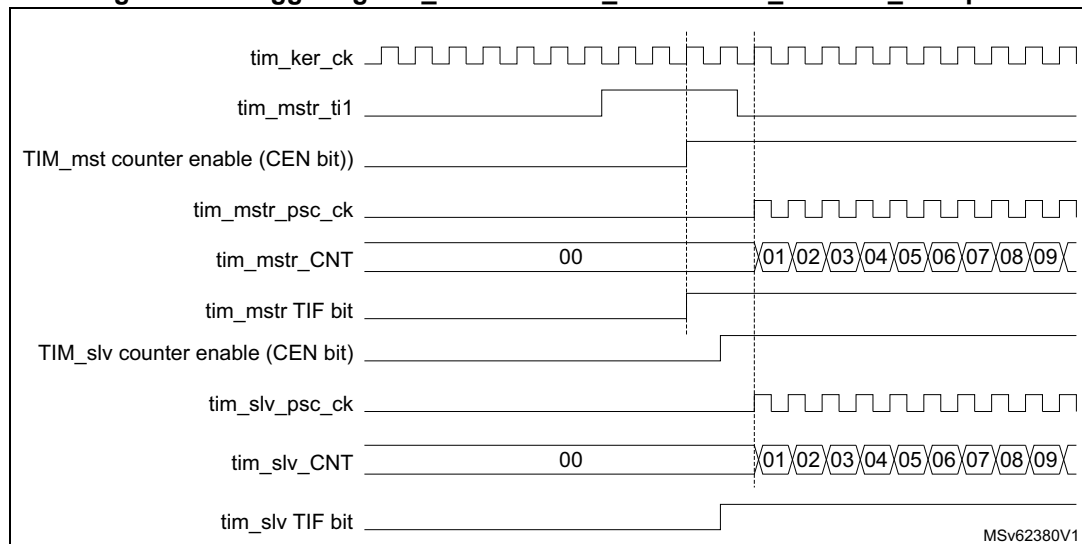 tim_ker_ck
tim_mstr_ti1
TIM_mst counter enable (CEN bit))
tim_mstr_psc_ck
tim_mstr_CNT 00 01 02 03 04 05 06 07 08 09
tim_mstr TIF bit
TIM_slv counter enable (CEN bit)
tim_slv_psc_ck
tim_slv_CNT 00 01 02 03 04 05 06 07 08 09
tim_slv TIF bit
MSv62380V1